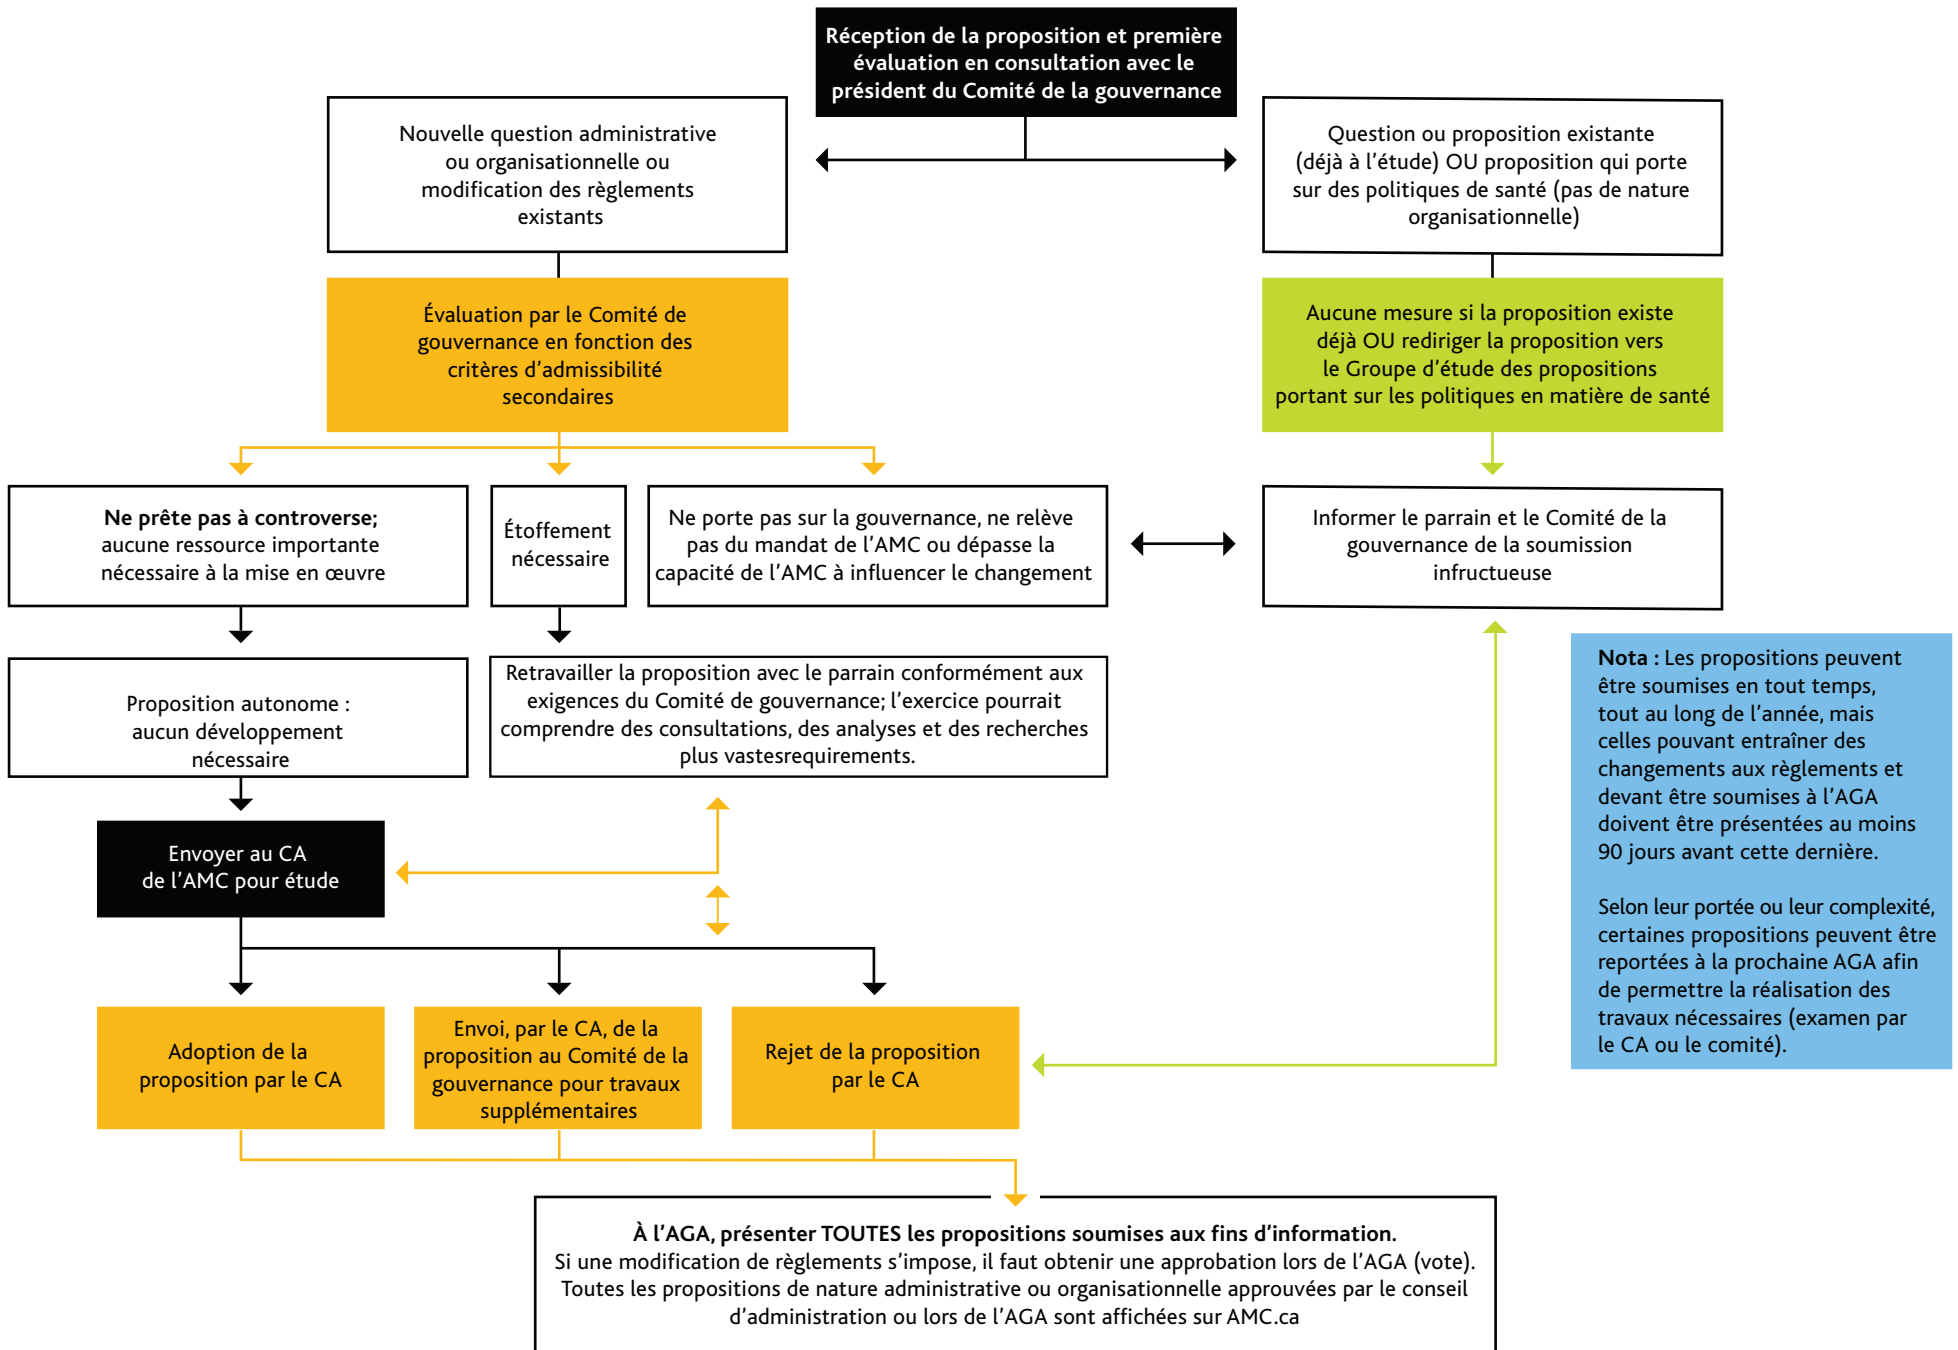 Réception de la proposition et première
évaluation en consultation avec le
président du Comité de la gouvernance
Nouvelle question administrative
ou organisationnelle ou
modification des règlements
existants
Question ou proposition existante
(déjà à l’étude) OU proposition qui porte
sur des politiques de santé (pas de nature
organisationnelle)
Évaluation par le Comité de
gouvernance en fonction des
critères d’admissibilité
secondaires
Aucune mesure si la proposition existe
déjà OU rediriger la proposition vers
le Groupe d’étude des propositions
portant sur les politiques en matière de santé
Ne prête pas à controverse;
aucune ressource importante
nécessaire à la mise en œuvre
Étoffement
nécessaire
Ne porte pas sur la gouvernance, ne relève
pas du mandat de l’AMC ou dépasse la
capacité de l’AMC à influencer le changement
Informer le parrain et le Comité de la
gouvernance de la soumission
infructueuse
Proposition autonome :
aucun développement
nécessaire
Retravailler la proposition avec le parrain conformément aux
exigences du Comité de gouvernance; l’exercice pourrait
comprendre des consultations, des analyses et des recherches
plus vastesrequirements.
Nota : Les propositions peuvent
être soumises en tout temps,
tout au long de l’année, mais
celles pouvant entraîner des
changements aux règlements et
devant être soumises à l’AGA
doivent être présentées au moins
90 jours avant cette dernière.
Selon leur portée ou leur complexité,
certaines propositions peuvent être
reportées à la prochaine AGA afin
de permettre la réalisation des
travaux nécessaires (examen par
le CA ou le comité).
Envoyer au CA
de l’AMC pour étude
Adoption de la
proposition par le CA
Envoi, par le CA, de la
proposition au Comité de la
gouvernance pour travaux
supplémentaires
Rejet de la proposition
par le CA
À l’AGA, présenter TOUTES les propositions soumises aux fins d’information.
Si une modification de règlements s’impose, il faut obtenir une approbation lors de l’AGA (vote).
Toutes les propositions de nature administrative ou organisationnelle approuvées par le conseil
d’administration ou lors de l’AGA sont affichées sur AMC.ca